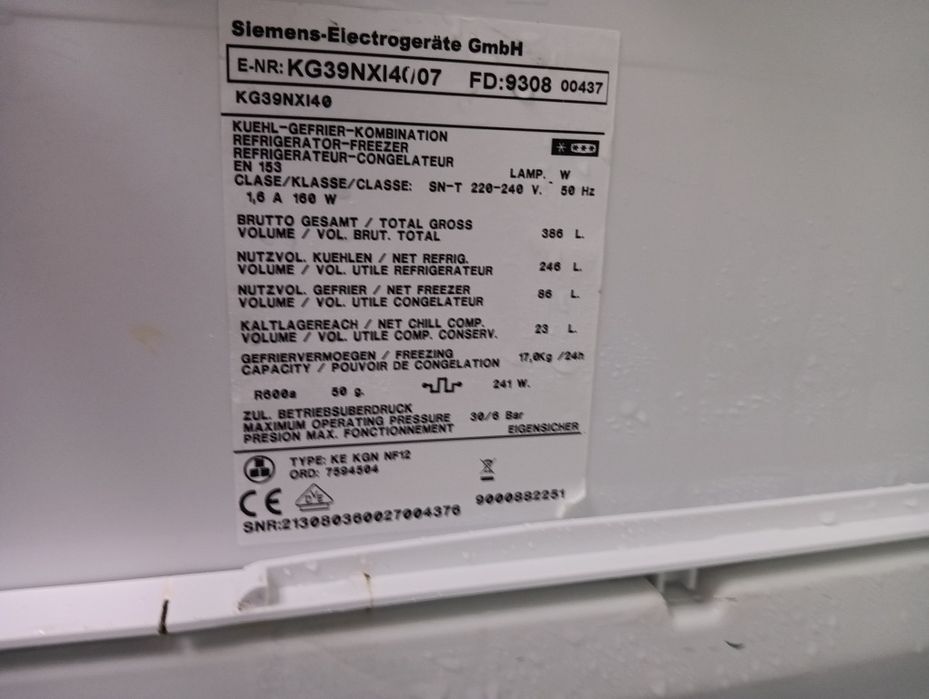 Siemens-Electrogeräte GmbH
E-NR: KG39NXI40/07 FD: 9308 00437
KG39NXI40
KUEHL-GEFRIER-KOMBINATION
REFRIGERATOR-FREEZER
REFRIGERATEUR-CONGELATEUR
EN 153 LAMP. W
CLASE/KLASSE/CLASSE: SN-T 220-240 V. 50 Hz
1,6 A 160 W
BRUTTO GESAMT / TOTAL GROSS
VOLUME / VOL. BRUT. TOTAL 386 L.
NUTZVOL. KUEHLEN / NET REFRIG.
VOLUME / VOL. UTILE REFRIGERATEUR 246 L.
NUTZVOL. GEFRIER / NET FREEZER
VOLUME / VOL. UTILE CONGELATEUR 86 L.
KALTLAGEREACH / NET CHILL COMP.
VOLUME / VOL. UTILE COMP. CONSERV. 23 L.
GEFRIERVERMOEGEN / FREEZING 17,0Kg /24h
CAPACITY / POUVOIR DE CONGELATION
R600a 50 g. 241 W.
ZUL. BETRIEBSUBERDRUCK
MAXIMUM OPERATING PRESSURE 30/6 Bar
PRESION MAX. FONCTIONNEMENT EIGENSICHER
TYPE: KE KGN NF12
ORD: 7594504
CE DVE 9000882251
SNR:213080360027004376